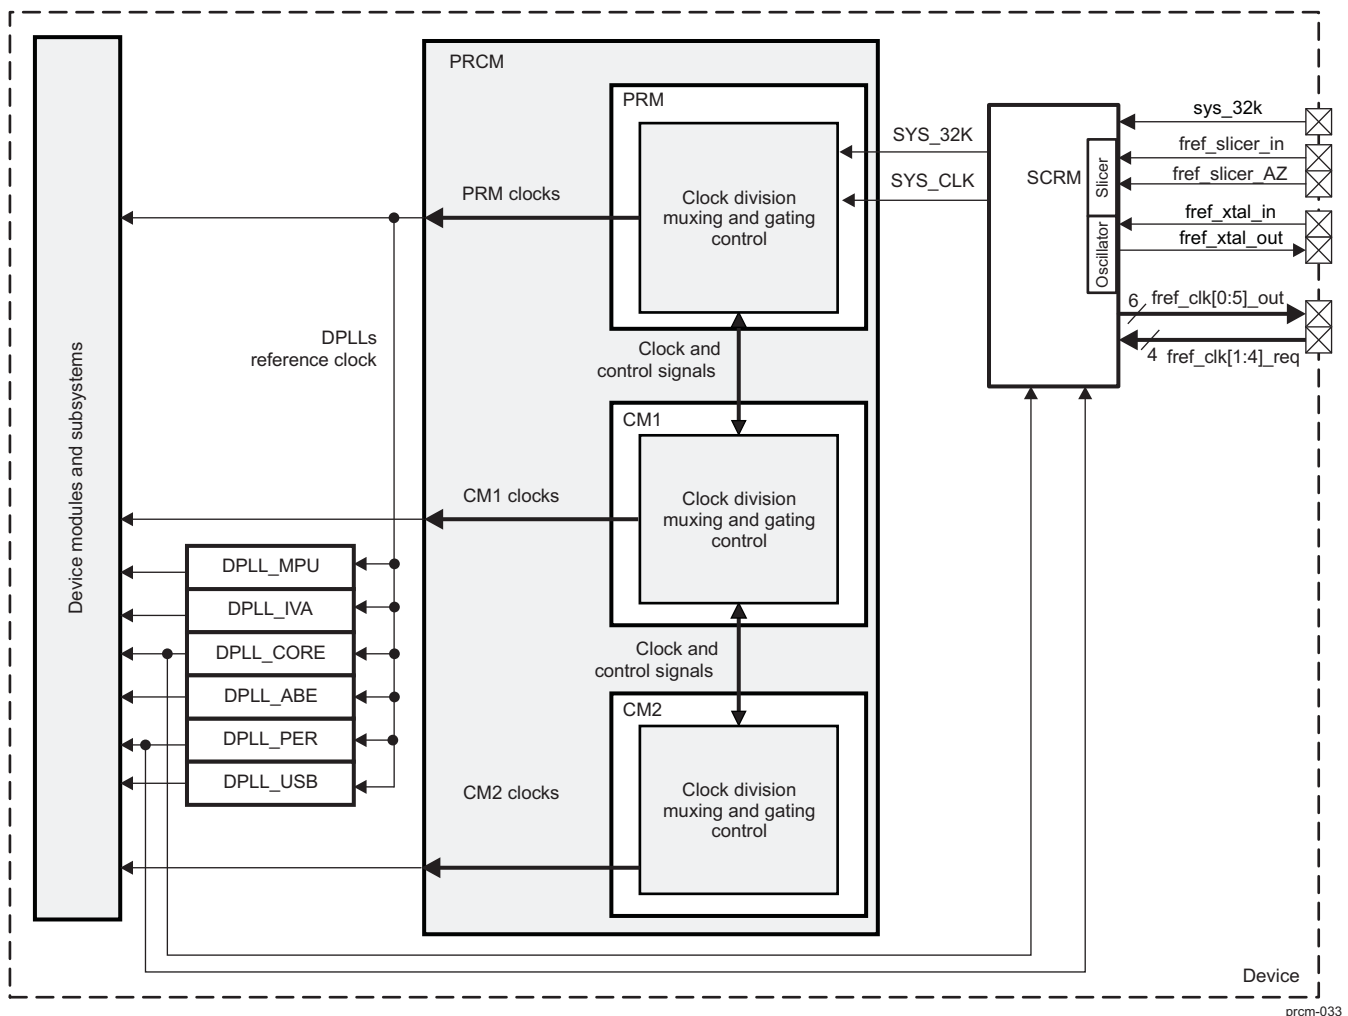 PRCM
PRM
Clock division
muxing and gating
control
SYS_32K
SYS_CLK
SCRM
Slicer
Oscillator
sys_32k
fref_slicer_in
fref_slicer_AZ
fref_xtal_in
fref_xtal_out
6
fref_clk[0:5]_out
4
fref_clk[1:4]_req
PRM clocks
DPLLs
reference clock
Clock and
control signals
Device modules and subsystems
CM1
Clock division
muxing and gating
control
CM1 clocks
DPLL_MPU
DPLL_IVA
DPLL_CORE
DPLL_ABE
DPLL_PER
DPLL_USB
Clock and
control signals
CM2
Clock division
muxing and gating
control
CM2 clocks
Device
prcm-033